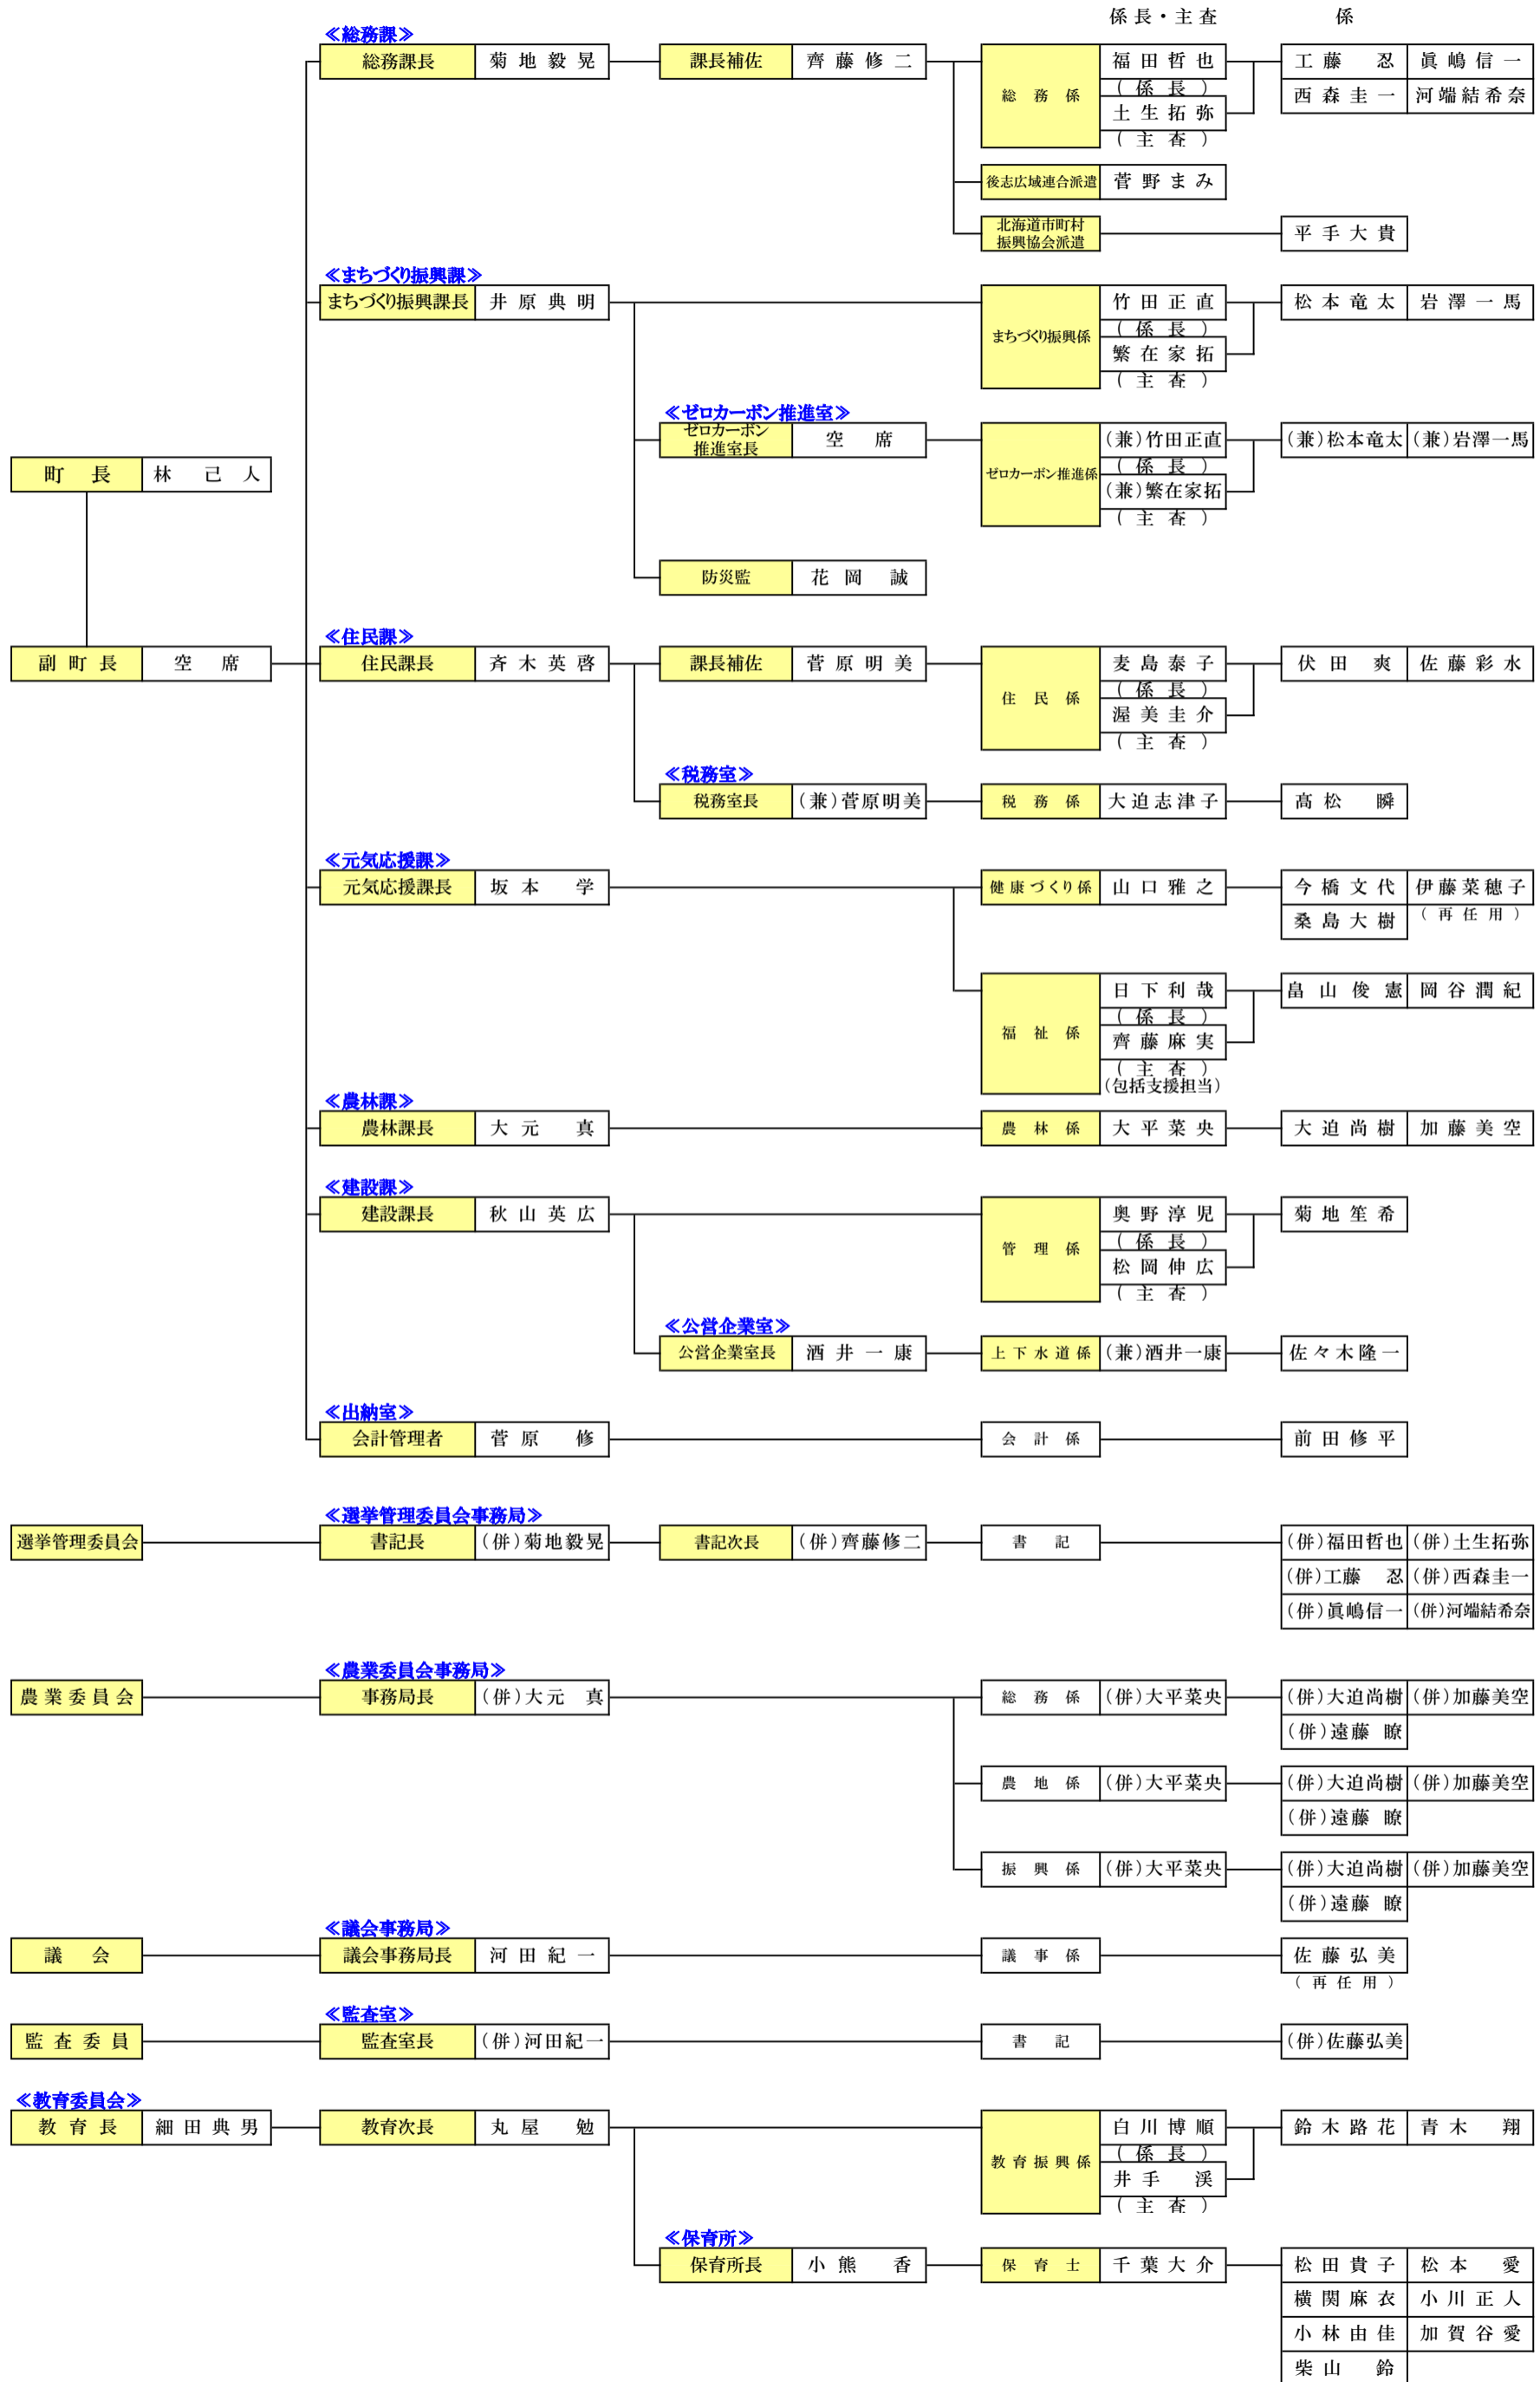 係長・主査 係
≪総務課≫
総務課長 菊地毅晃 課長補佐 齊藤修二 総務係 福田哲也 工藤 忍 眞嶋信一
(係長)
西森圭一 河端結希奈
土生拓弥
(主査)
後志広域連合派遣 菅野まみ
北海道市町村
振興協会派遣 平手大貴
≪まちづくり振興課≫
まちづくり振興課長 井原典明 まちづくり振興係 竹田正直 松本竜太 岩澤一馬
(係長)
繁在家拓
(主査)
≪ゼロカーボン推進室≫
ゼロカーボン
推進室長 空席 ゼロカーボン推進係 (兼)竹田正直 (兼)松本竜太 (兼)岩澤一馬
(係長)
(兼)繁在家拓
(主査)
町長 林 己人
防災監 花岡 誠
≪住民課≫
副町長 空席 住民課長 斉木英啓 課長補佐 菅原明美 住民係 麦島泰子 伏田 爽 佐藤彩水
(係長)
渥美圭介
(主査)
≪税務室≫
税務室長 (兼)菅原明美 税務係 大迫志津子 高松 瞬
≪元気応援課≫
元気応援課長 坂本 学 健康づくり係 山口雅之 今橋文代 伊藤菜穂子
(再任用)
桑島大樹
福祉係 日下利哉 畠山俊憲 岡谷潤紀
(係長)
齊藤麻実
(主査)
(包括支援担当)
≪農林課≫
農林課長 大元 真 農林係 大平菜央 大迫尚樹 加藤美空
≪建設課≫
建設課長 秋山英広 管理係 奥野淳児 菊地笙希
(係長)
松岡伸広
(主査)
≪公営企業室≫
公営企業室長 酒井一康 上下水道係 (兼)酒井一康 佐々木隆一
≪出納室≫
会計管理者 菅原 修 会計係 前田修平
≪選挙管理委員会事務局≫
選挙管理委員会 書記長 (併)菊地毅晃 書記次長 (併)齊藤修二 書記 (併)福田哲也 (併)土生拓弥
(併)工藤 忍 (併)西森圭一
(併)眞嶋信一 (併)河端結希奈
≪農業委員会事務局≫
農業委員会 事務局長 (併)大元 真 総務係 (併)大平菜央 (併)大迫尚樹 (併)加藤美空
(併)遠藤 瞭
農地係 (併)大平菜央 (併)大迫尚樹 (併)加藤美空
(併)遠藤 瞭
振興係 (併)大平菜央 (併)大迫尚樹 (併)加藤美空
(併)遠藤 瞭
≪議会事務局≫
議会 議会事務局長 河田紀一 議事係 佐藤弘美
(再任用)
≪監査室≫
監査委員 監査室長 (併)河田紀一 書記 (併)佐藤弘美
≪教育委員会≫
教育長 細田典男 教育次長 丸屋 勉 教育振興係 白川博順 鈴木路花 青木 翔
(係長)
井手 渓
(主査)
≪保育所≫
保育所長 小熊 香 保育士 千葉大介 松田貴子 松本 愛
横関麻衣 小川正人
小林由佳 加賀谷愛
柴山 鈴